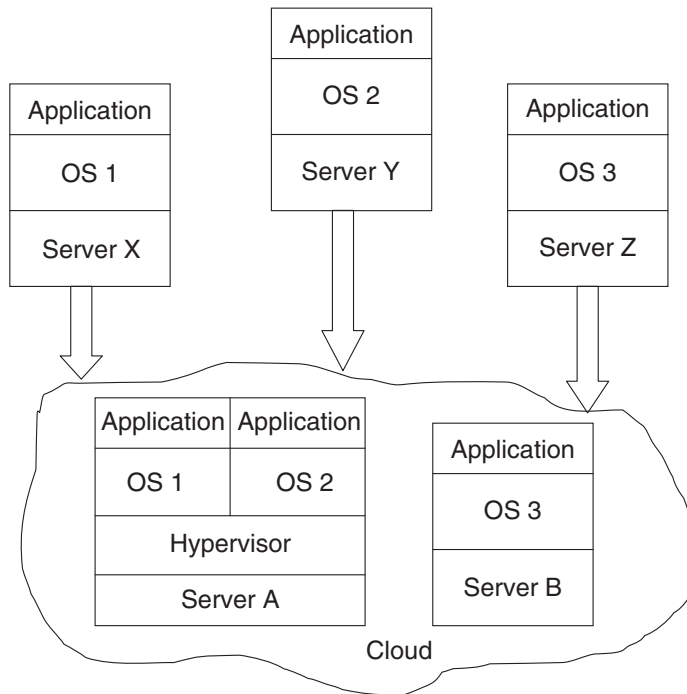 Application
OS 1
Server X
Application
OS 2
Server Y
Application
OS 3
Server Z
Application Application
OS 1 OS 2
Hypervisor
Server A
Application
OS 3
Server B
Cloud